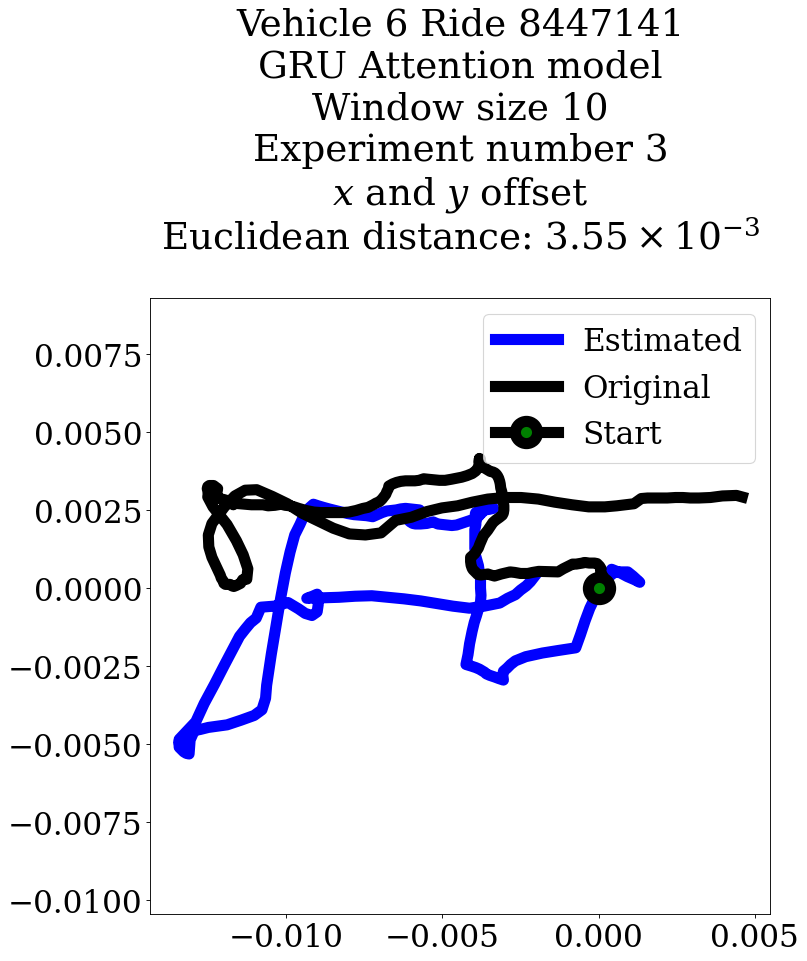 Vehicle 6 Ride 8447141
GRU Attention model
Window size 10
Experiment number 3
x and y offset
Euclidean distance: 3.55 × 10⁻³
Estimated
Original
Start
0.0075
0.0050
0.0025
0.0000
−0.0025
−0.0050
−0.0075
−0.0100
−0.010 −0.005 0.000 0.005